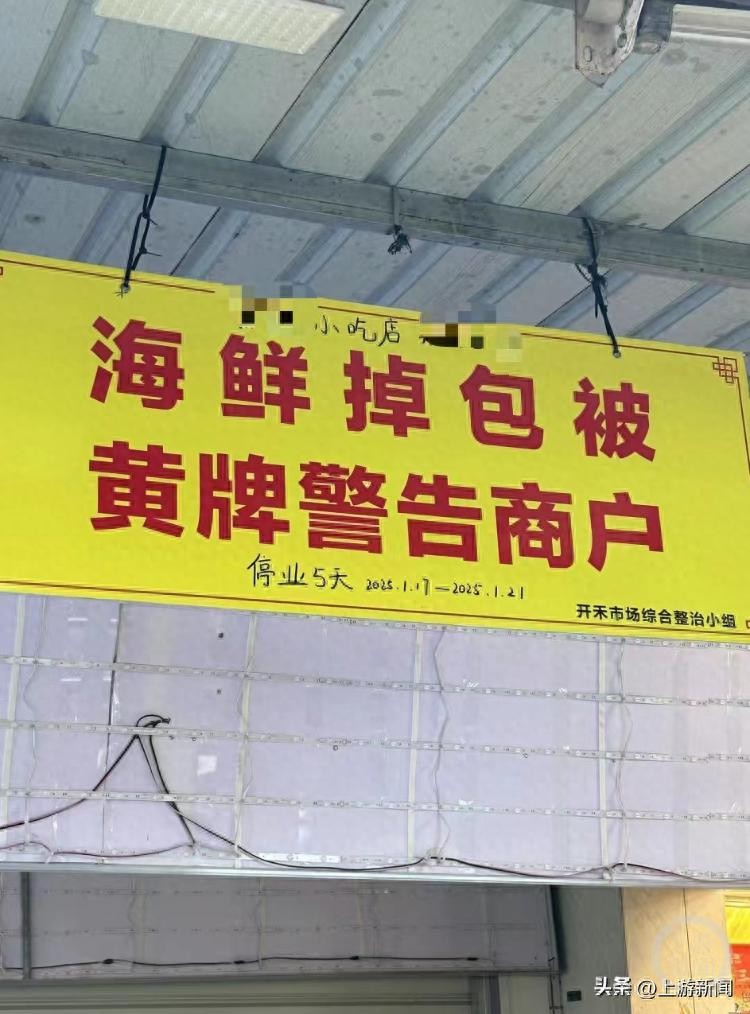 小吃店
海鲜掉包被
黄牌警告商户
停业5天 2025.1.17—2025.1.21
开禾市场综合整治小组
头条 @上游新闻